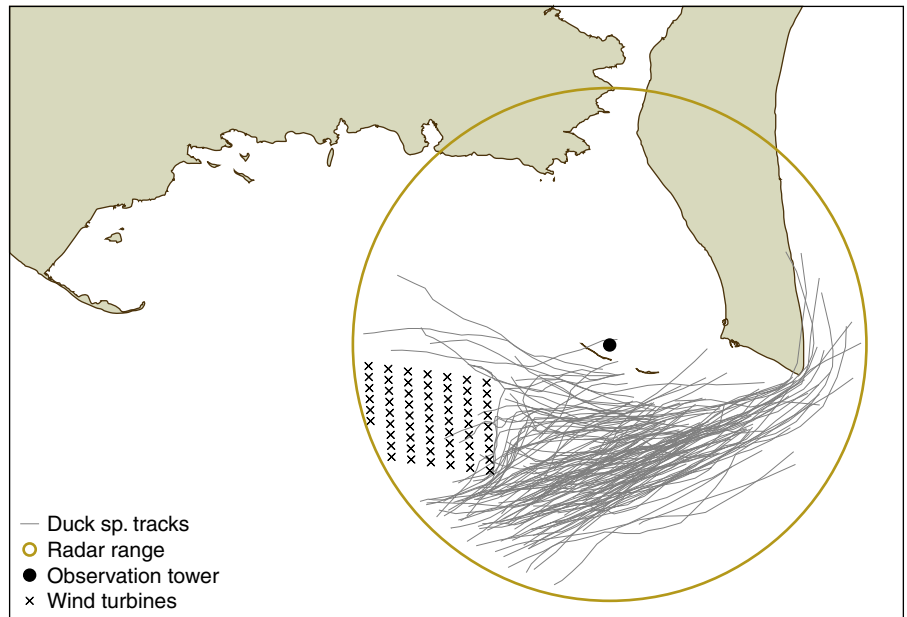 Duck sp. tracks
Radar range
Observation tower
Wind turbines